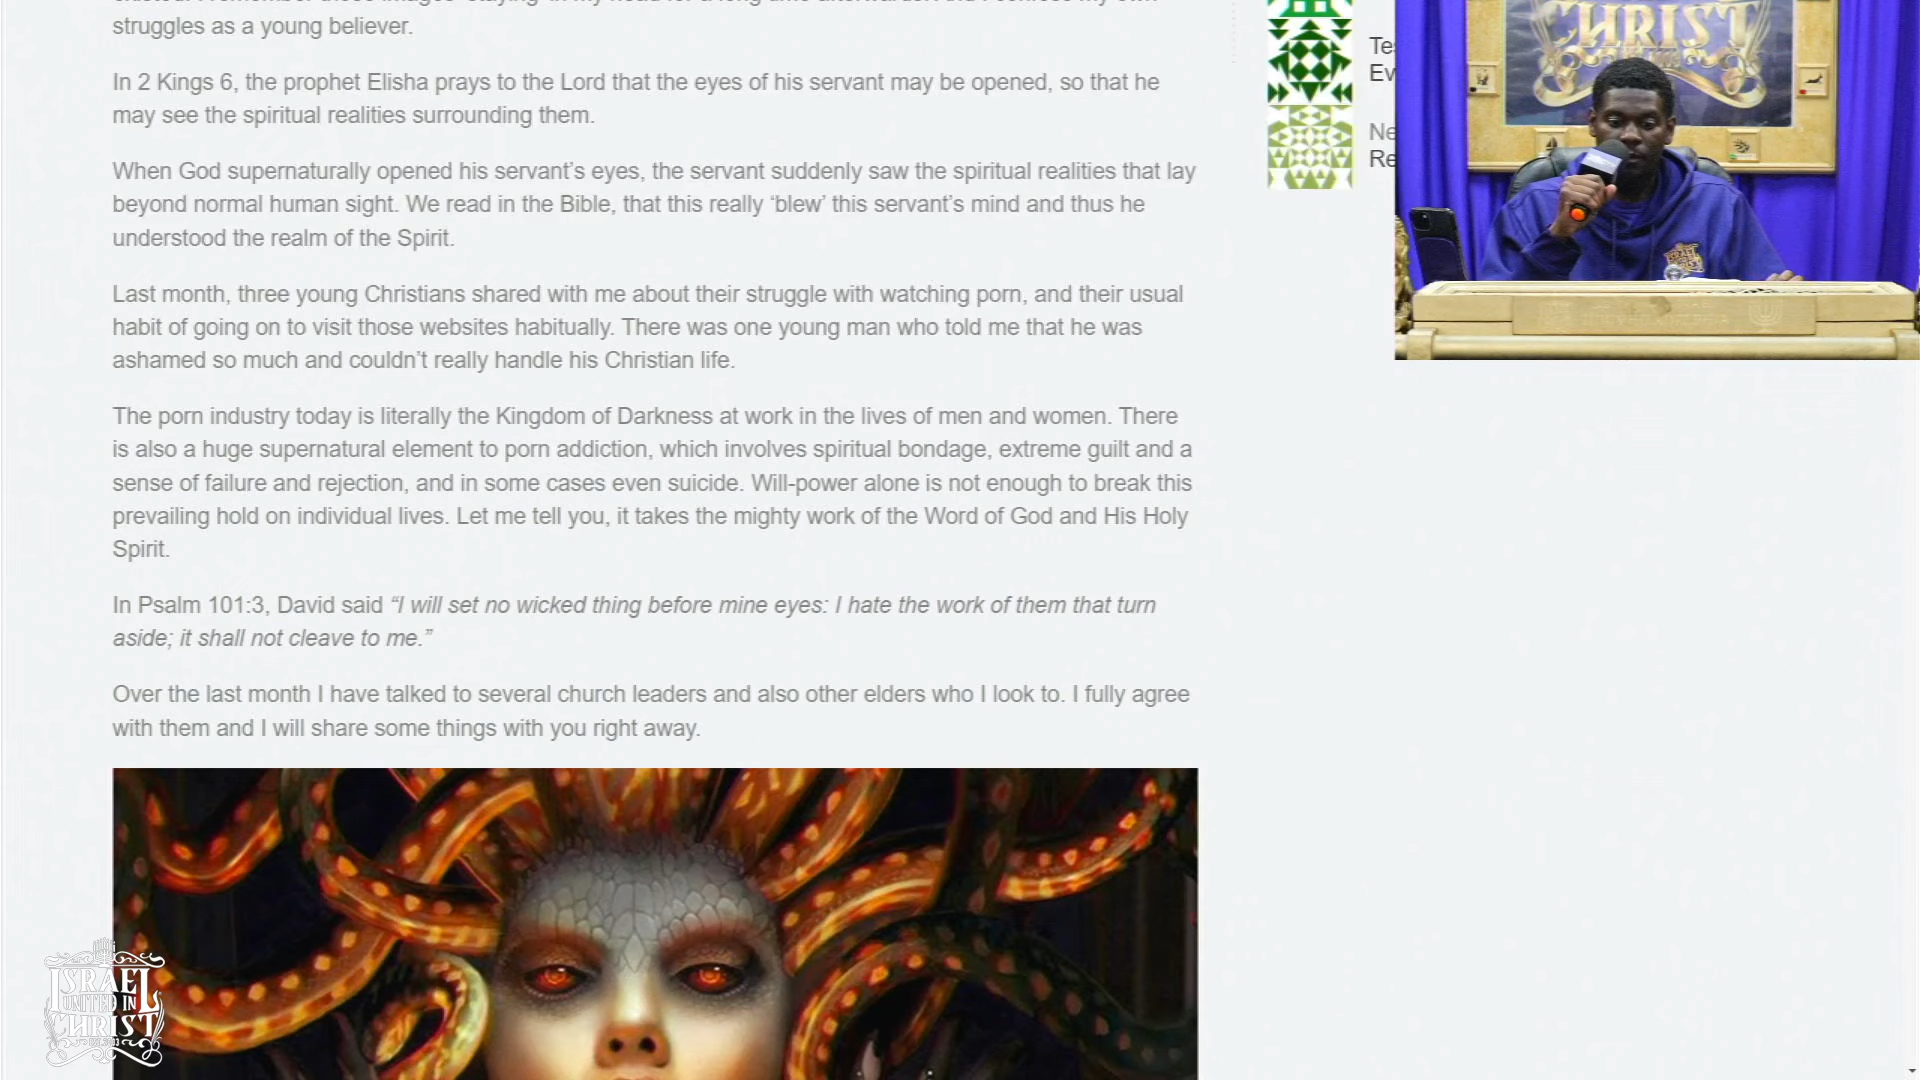 struggles as a young believer.
In 2 Kings 6, the prophet Elisha prays to the Lord that the eyes of his servant may be opened, so that he
may see the spiritual realities surrounding them.
When God supernaturally opened his servant’s eyes, the servant suddenly saw the spiritual realities that lay
beyond normal human sight. We read in the Bible, that this really ‘blew’ this servant’s mind and thus he
understood the realm of the Spirit.
Last month, three young Christians shared with me about their struggle with watching porn, and their usual
habit of going on to visit those websites habitually. There was one young man who told me that he was
ashamed so much and couldn’t really handle his Christian life.
The porn industry today is literally the Kingdom of Darkness at work in the lives of men and women. There
is also a huge supernatural element to porn addiction, which involves spiritual bondage, extreme guilt and a
sense of failure and rejection, and in some cases even suicide. Will-power alone is not enough to break this
prevailing hold on individual lives. Let me tell you, it takes the mighty work of the Word of God and His Holy
Spirit.
In Psalm 101:3, David said “I will set no wicked thing before mine eyes: I hate the work of them that turn
aside; it shall not cleave to me.”
Over the last month I have talked to several church leaders and also other elders who I look to. I fully agree
with them and I will share some things with you right away.
Tes
Ev
Ne
Re
CHRIST
ISRAEL
UNITED IN
CHRIST